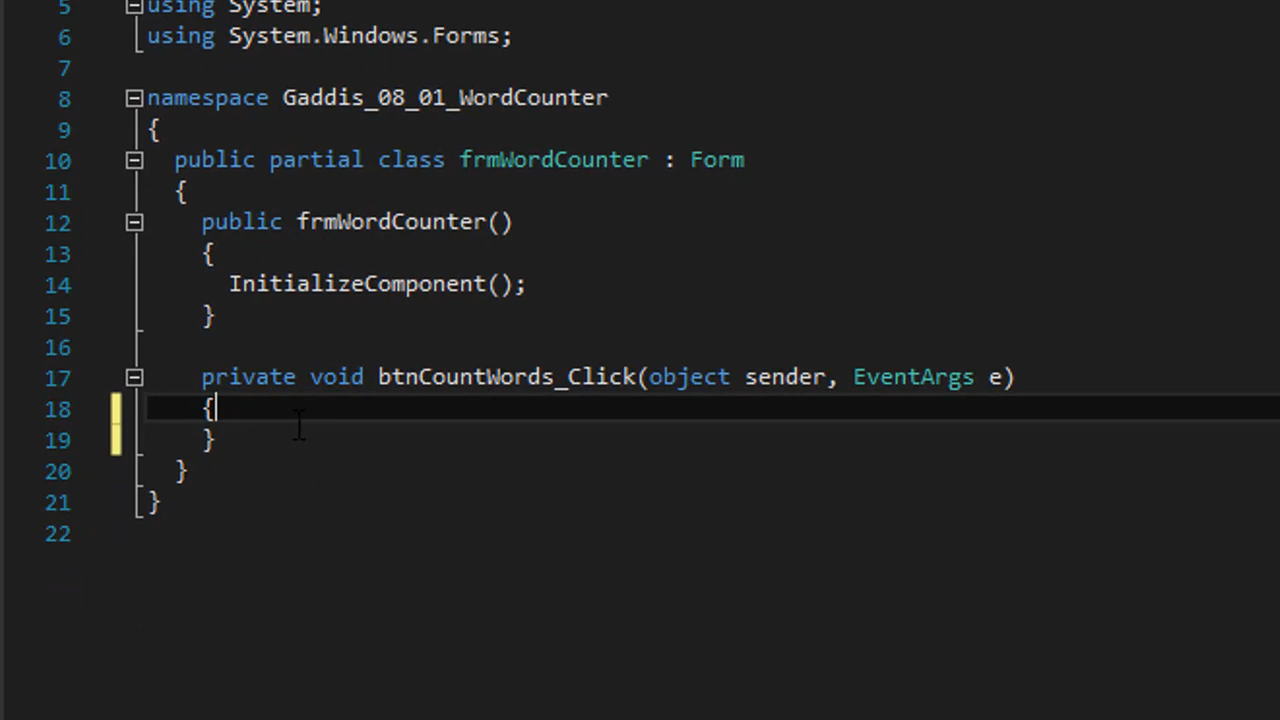 5 using System;
6 using System.Windows.Forms;
7
8 namespace Gaddis_08_01_WordCounter
9 {
10 public partial class frmWordCounter : Form
11 {
12 public frmWordCounter()
13 {
14 InitializeComponent();
15 }
16
17 private void btnCountWords_Click(object sender, EventArgs e)
18 {
19 }
20 }
21 }
22